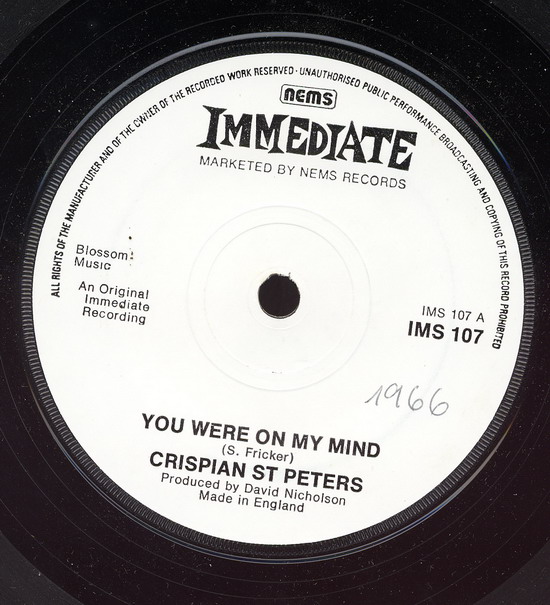 ALL RIGHTS OF THE MANUFACTURER AND OF THE OWNER OF THE RECORDED WORK RESERVED · UNAUTHORISED PUBLIC PERFORMANCE BROADCASTING AND COPYING OF THIS RECORD PROHIBITED
nems
IMMEDIATE
MARKETED BY NEMS RECORDS
Blossom
Music
An Original
Immediate
Recording
IMS 107 A
IMS 107
1966
YOU WERE ON MY MIND
(S. Fricker)
CRISPIAN ST PETERS
Produced by David Nicholson
Made in England